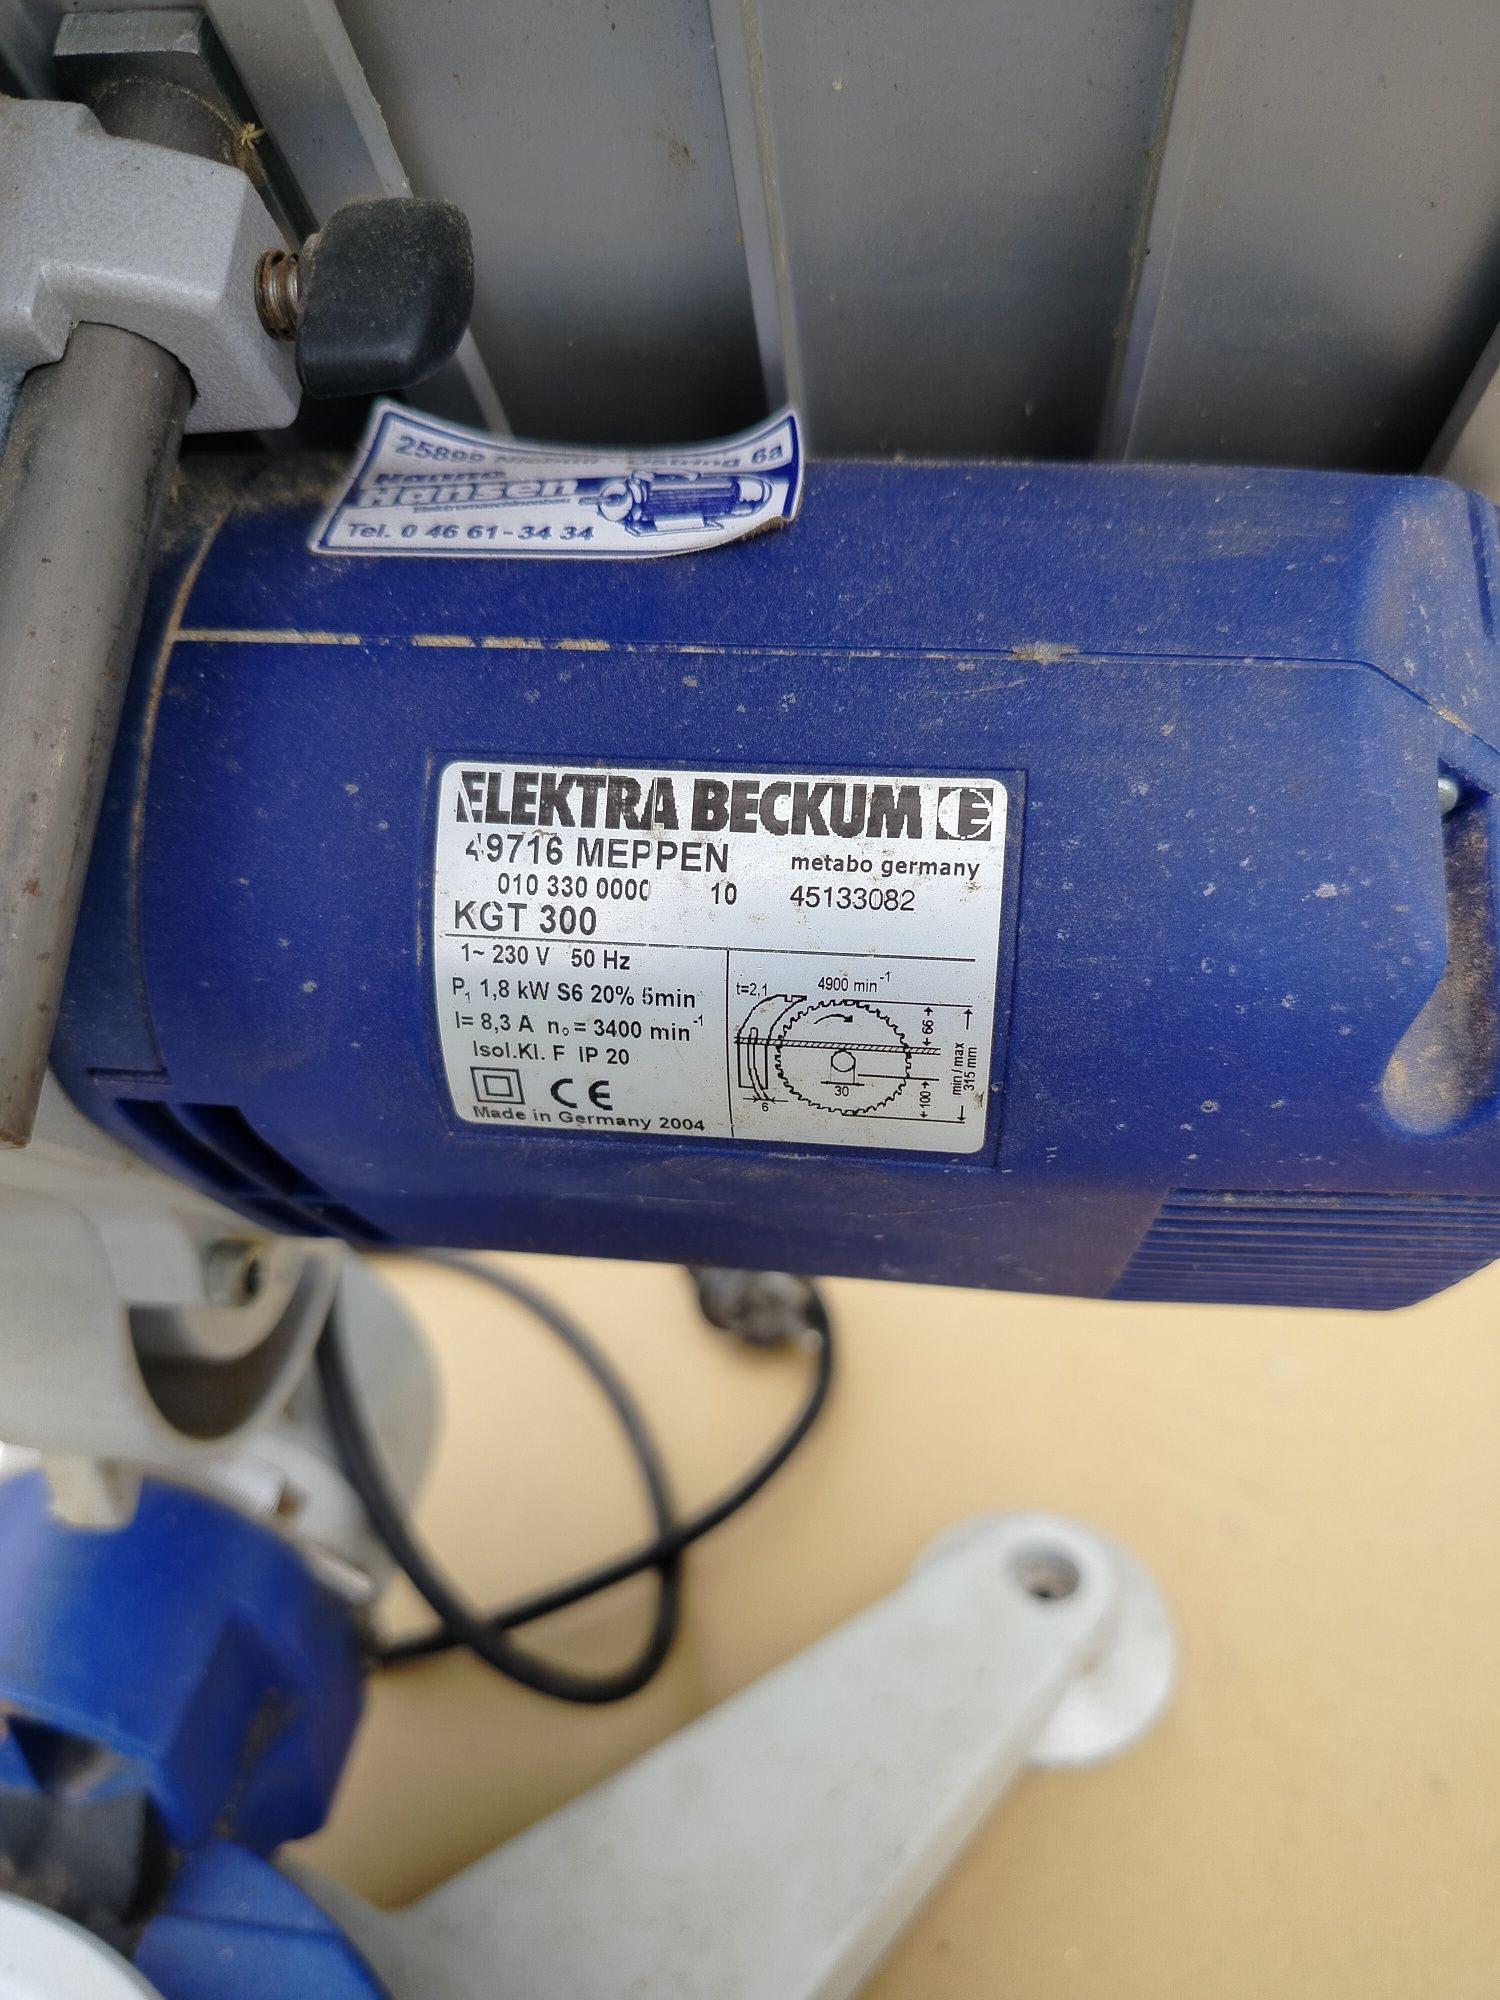 6a
Hansen
Elektromaschinenbau
Tel. 0 46 61-34 34
ELEKTRA BECKUM E
49716 MEPPEN metabo germany
010 330 0000 10 45133082
KGT 300
1~ 230 V 50 Hz
P1 1,8 kW S6 20% 5min
I= 8,3 A n₀= 3400 min-1
Isol.Kl. F IP 20
CE
Made in Germany 2004
t=2,1 4900 min-1
66
30
6
100
min/max
315 mm